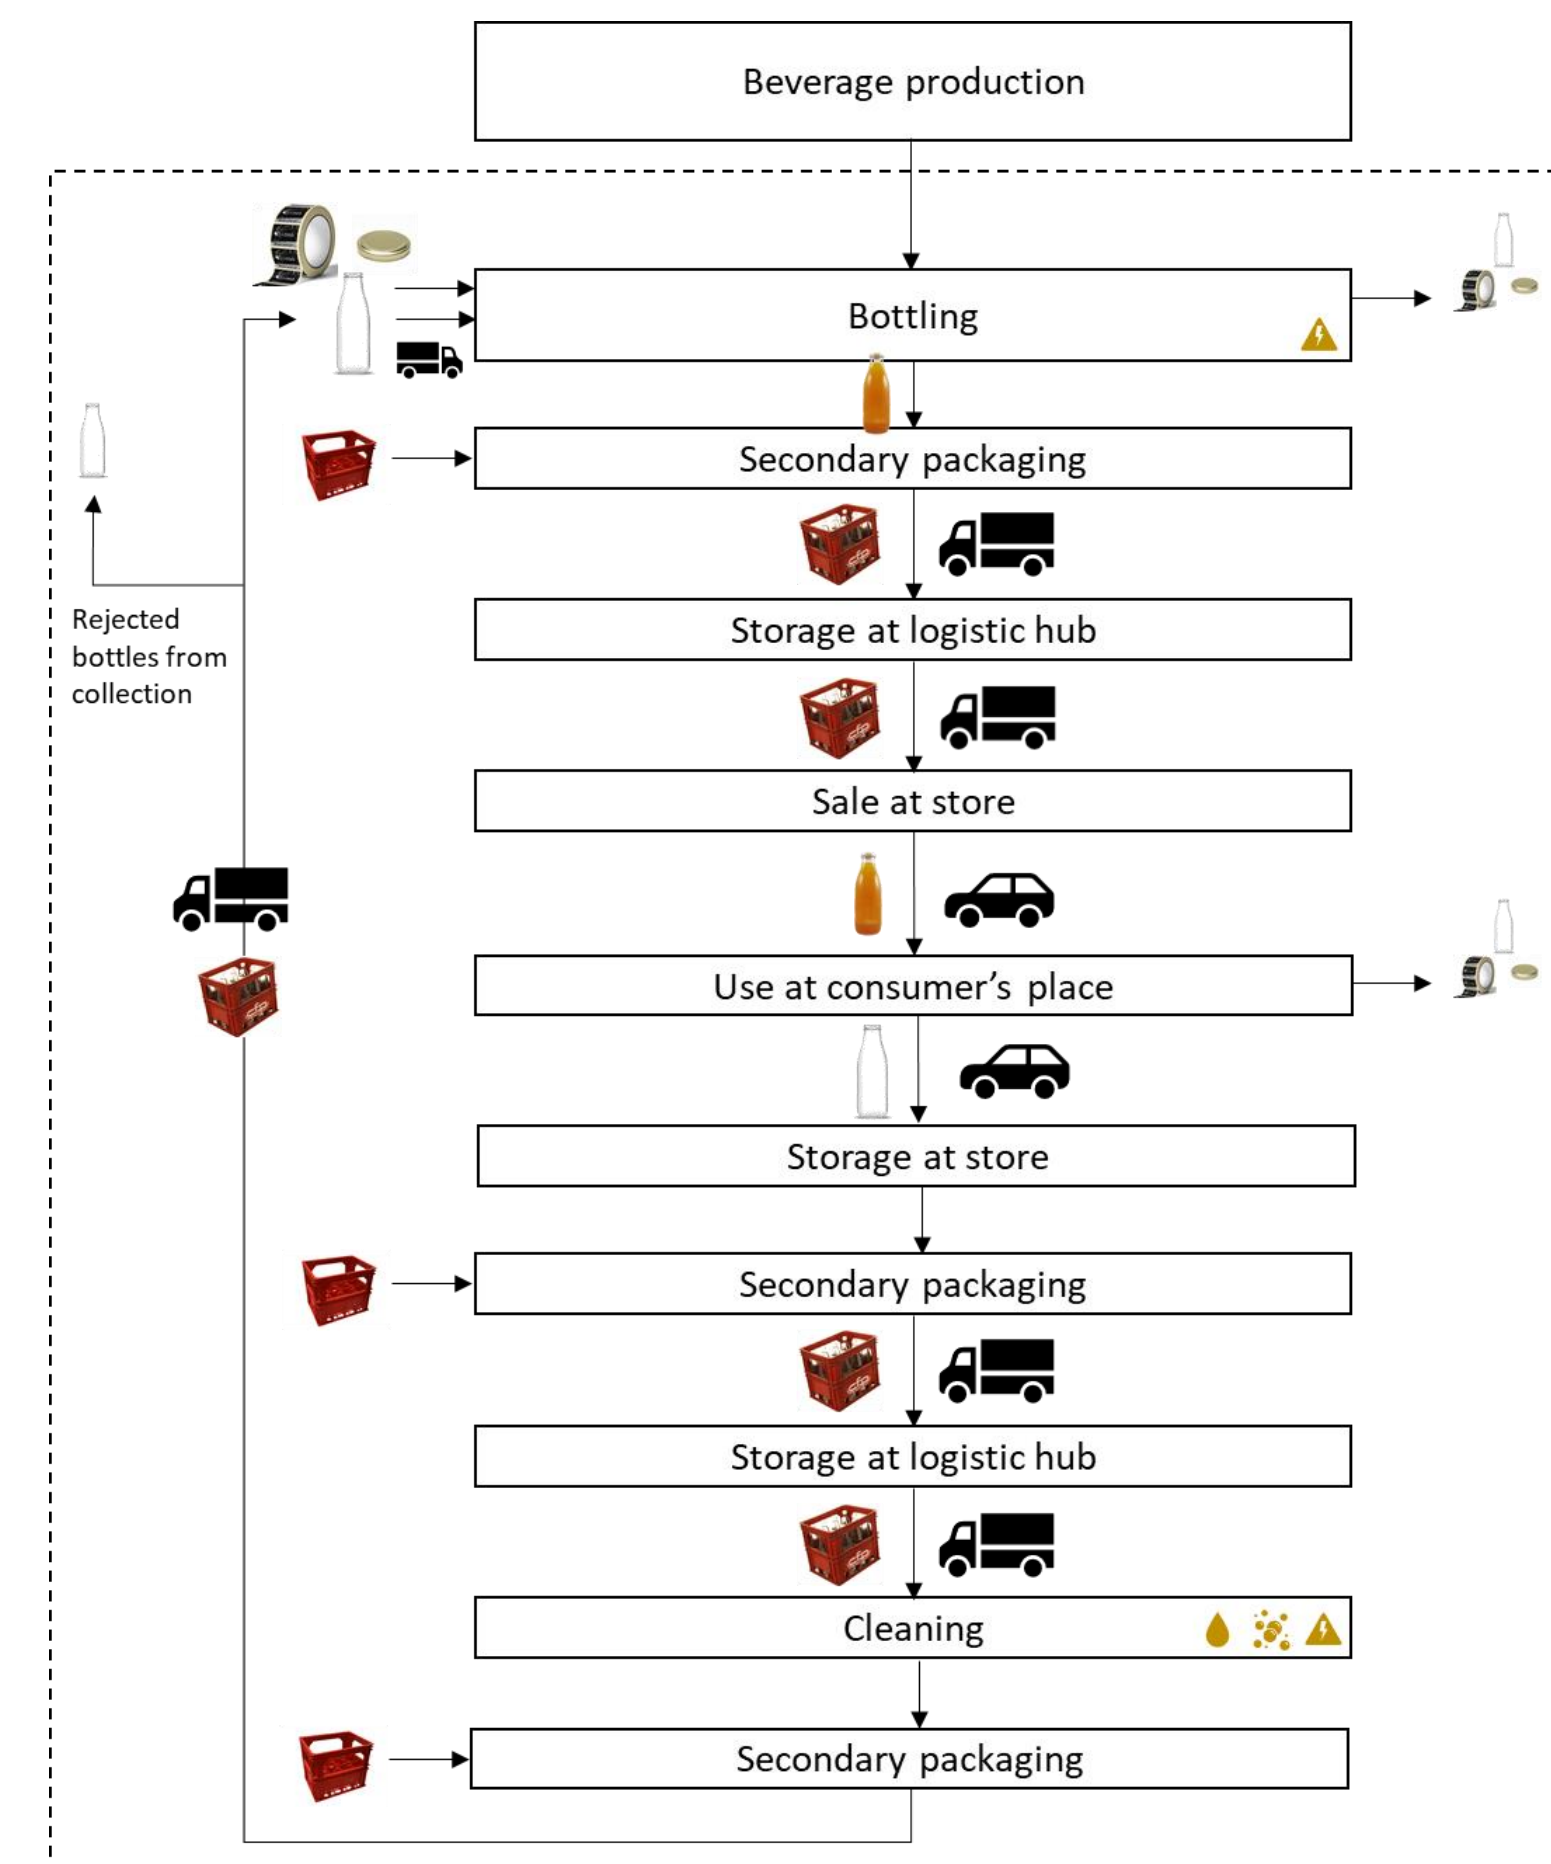 Beverage production
Bottling
Secondary packaging
Storage at logistic hub
Rejected
bottles from
collection
Sale at store
Use at consumer’s place
Storage at store
Secondary packaging
Storage at logistic hub
Cleaning
Secondary packaging